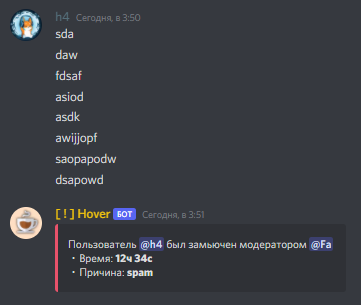 h4 Сегодня, в 3:50
sda
daw
fdsaf
asiod
asdk
awijjopf
saopapodw
dsapowd
[ ! ] Hover БОТ Сегодня, в 3:51
Пользователь @h4 был замьючен модератором @Fa
• Время: 12ч 34с
• Причина: spam